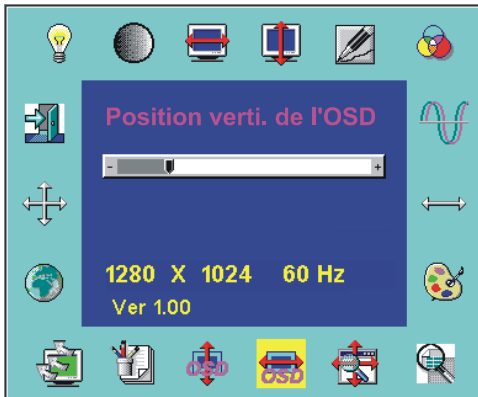 Position verti. de l'OSD
- +
1280 X 1024 60 Hz
Ver 1.00
OSD OSD